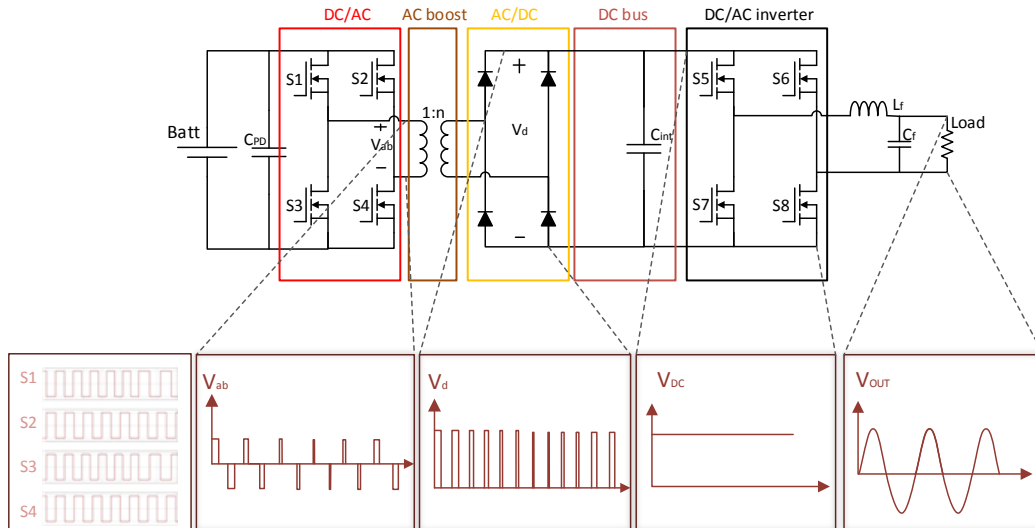 DC/AC
AC boost
AC/DC
DC bus
DC/AC inverter
S1
S2
S5
S6
1:n
+
+
Lf
Batt
CPD
Vab
Vd
Cint
Cf
Load
−
S3
S4
S7
S8
−
S1
S2
S3
S4
Vab
Vd
VDC
VOUT